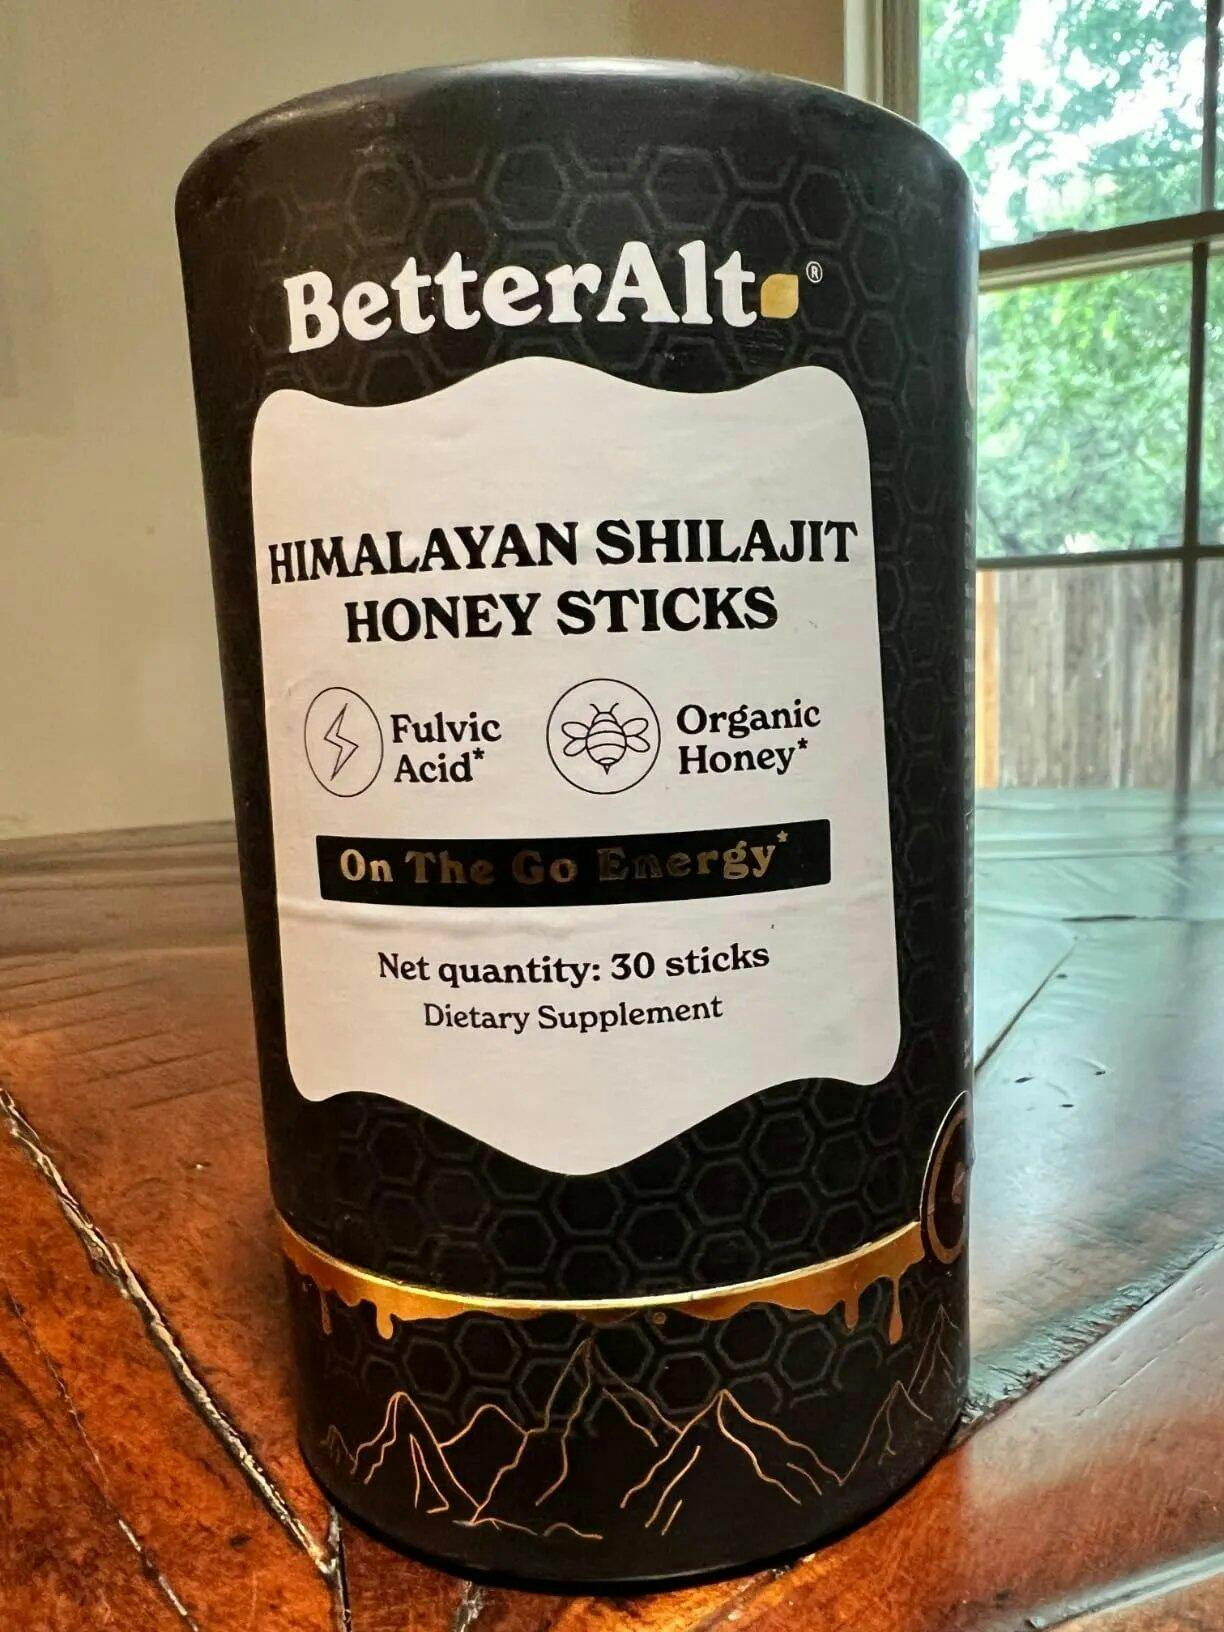 BetterAlt®
HIMALAYAN SHILAJIT
HONEY STICKS
Fulvic
Acid*
Organic
Honey*
On The Go Energy*
Net quantity: 30 sticks
Dietary Supplement